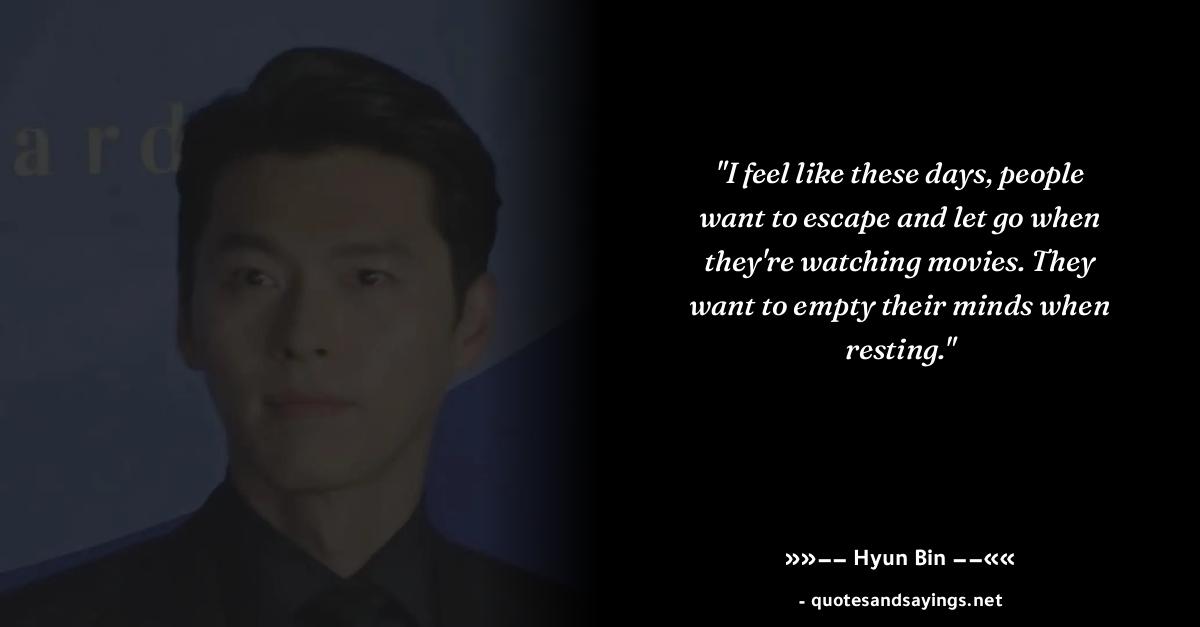 ard
"I feel like these days, people
want to escape and let go when
they're watching movies. They
want to empty their minds when
resting."
»»−− Hyun Bin −−««
- quotesandsayings.net